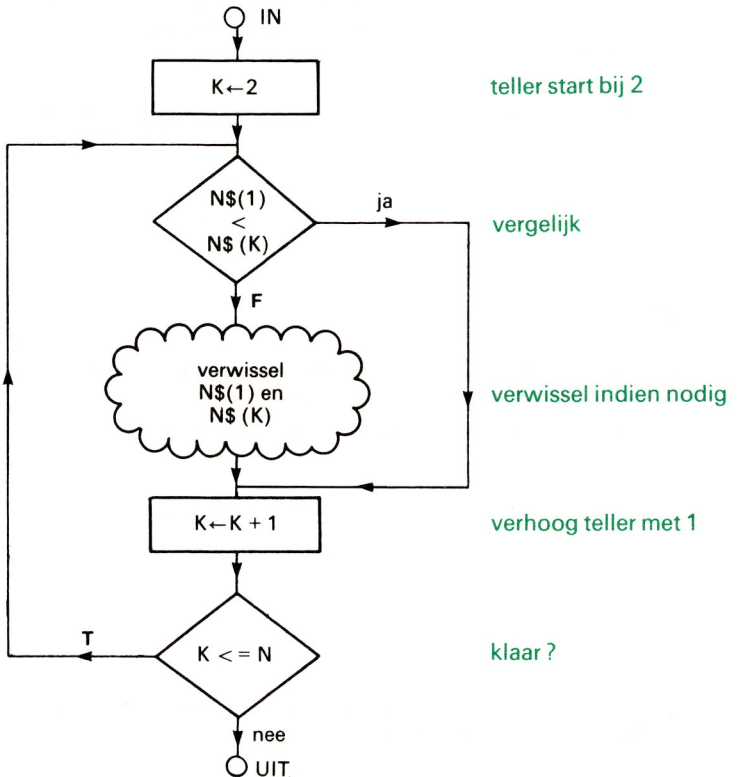 IN
K←2
teller start bij 2
N$(1)
<
N$ (K)
ja
vergelijk
F
verwissel
N$(1) en
N$ (K)
verwissel indien nodig
K←K + 1
verhoog teller met 1
T
K < = N
klaar ?
nee
UIT